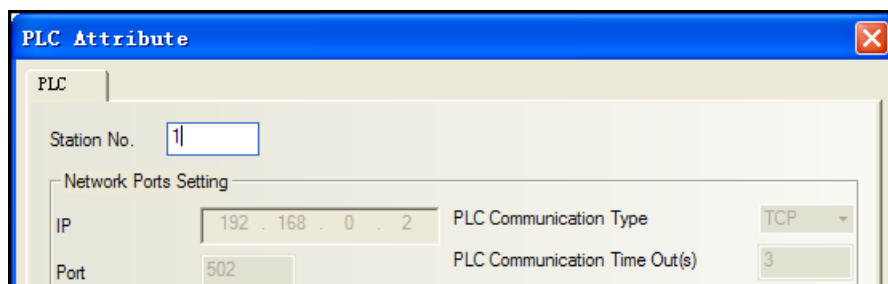 PLC Attribute
PLC
Station No. 1
Network Ports Setting
IP 192 . 168 . 0 . 2 PLC Communication Type TCP
Port 502 PLC Communication Time Out(s) 3